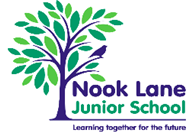 Nook Lane
Junior School
Learning together for the future